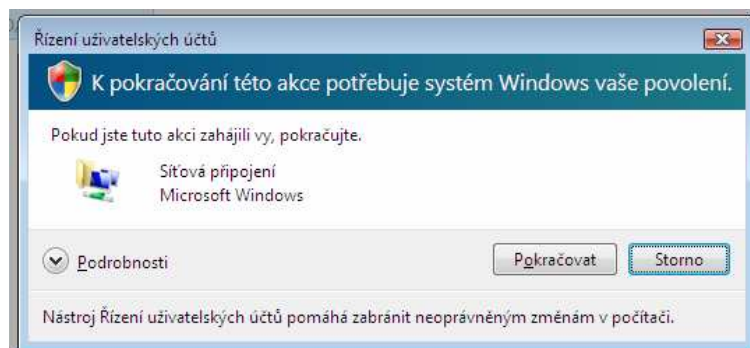 Řízení uživatelských účtů
K pokračování této akce potřebuje systém Windows vaše povolení.
Pokud jste tuto akci zahájili vy, pokračujte.
Síťová připojení
Microsoft Windows
Podrobnosti
Pokračovat
Storno
Nástroj Řízení uživatelských účtů pomáhá zabránit neoprávněným změnám v počítači.